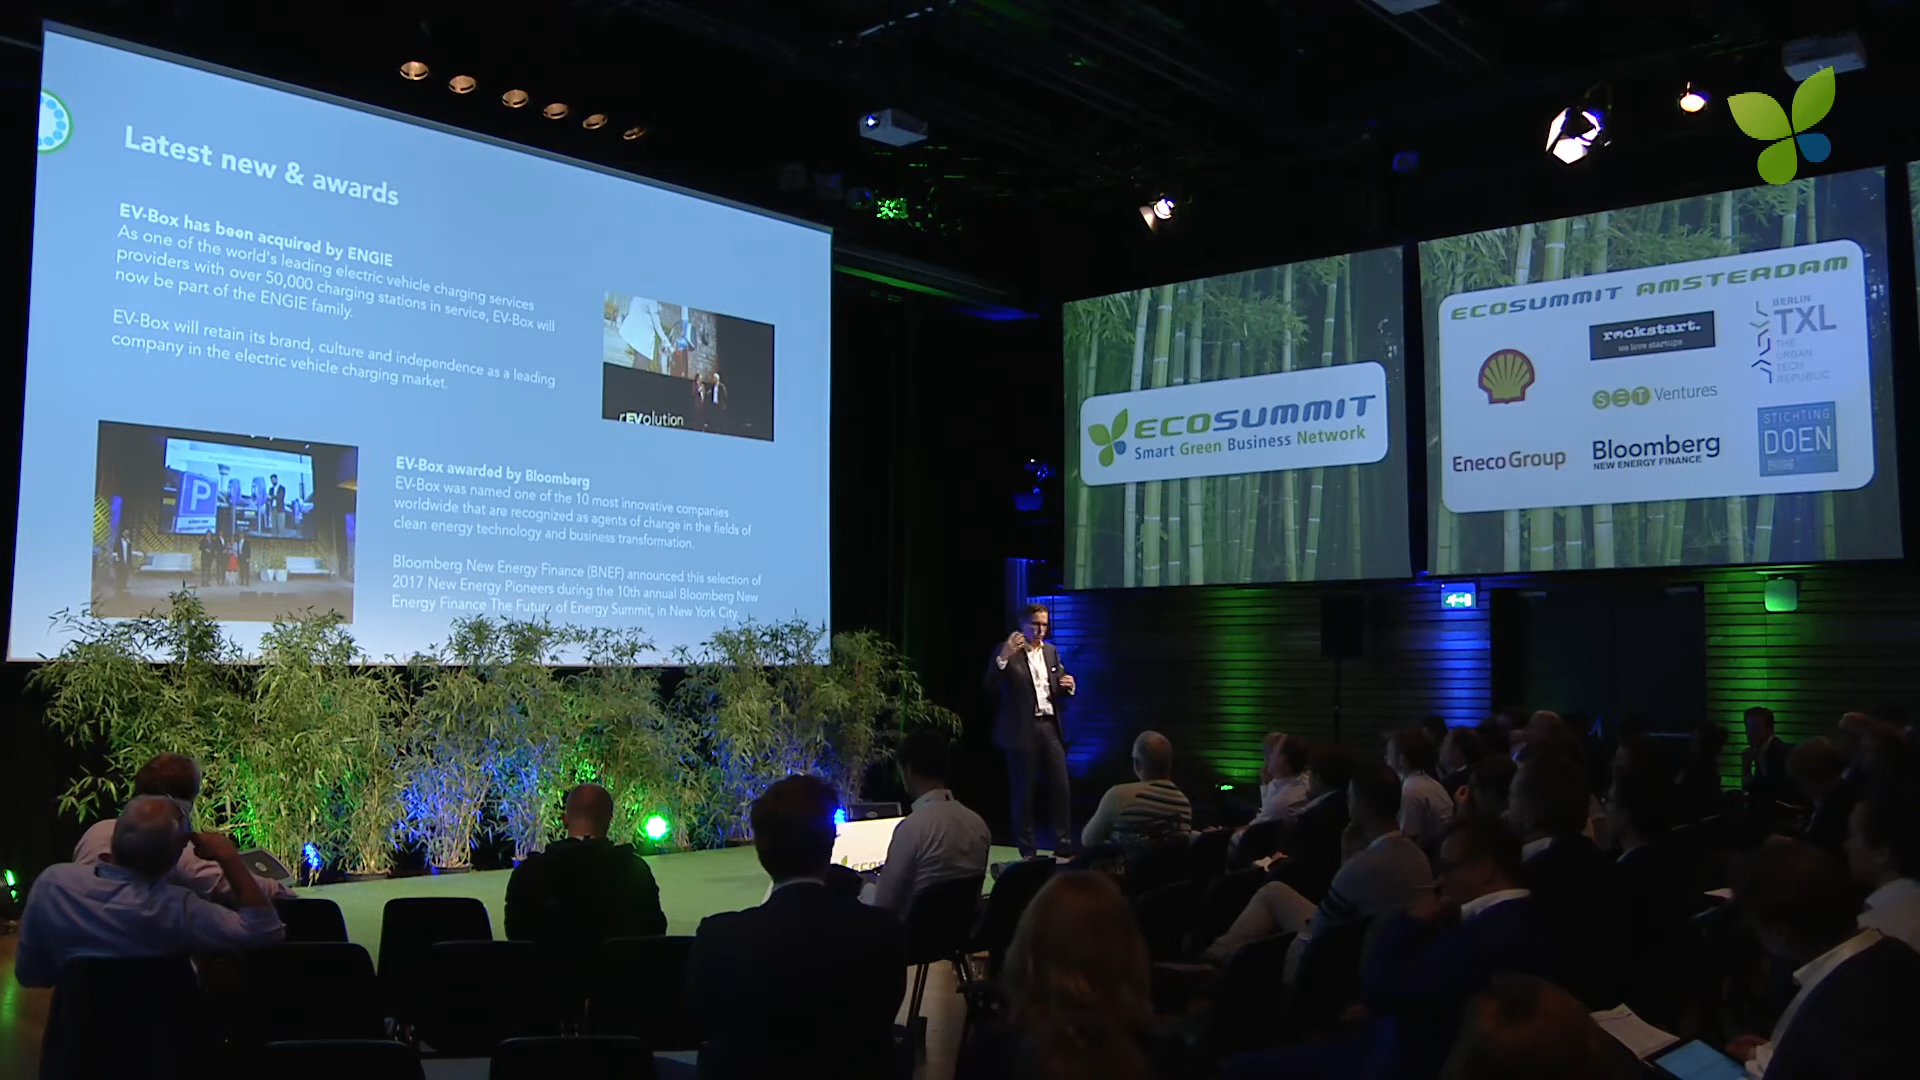 Latest new & awards
EV-Box has been acquired by ENGIE
As one of the world's leading electric vehicle charging services
providers with over 50,000 charging stations in service, EV-Box will
now be part of the ENGIE family.
EV-Box will retain its brand, culture and independence as a leading
company in the electric vehicle charging market.
rEVolution
P
EV-Box awarded by Bloomberg
EV-Box was named one of the 10 most innovative companies
worldwide that are recognized as agents of change in the fields of
clean energy technology and business transformation.
Bloomberg New Energy Finance (BNEF) announced this selection of
2017 New Energy Pioneers during the 10th annual Bloomberg New
Energy Finance The Future of Energy Summit, in New York City.
ECOSUMMIT
Smart Green Business Network
ECOSUMMIT AMSTERDAM
rockstart.
we love startups
BERLIN
TXL
THE
URBAN
TECH
REPUBLIC
SET Ventures
EnecoGroup
Bloomberg
NEW ENERGY FINANCE
STICHTING
DOEN